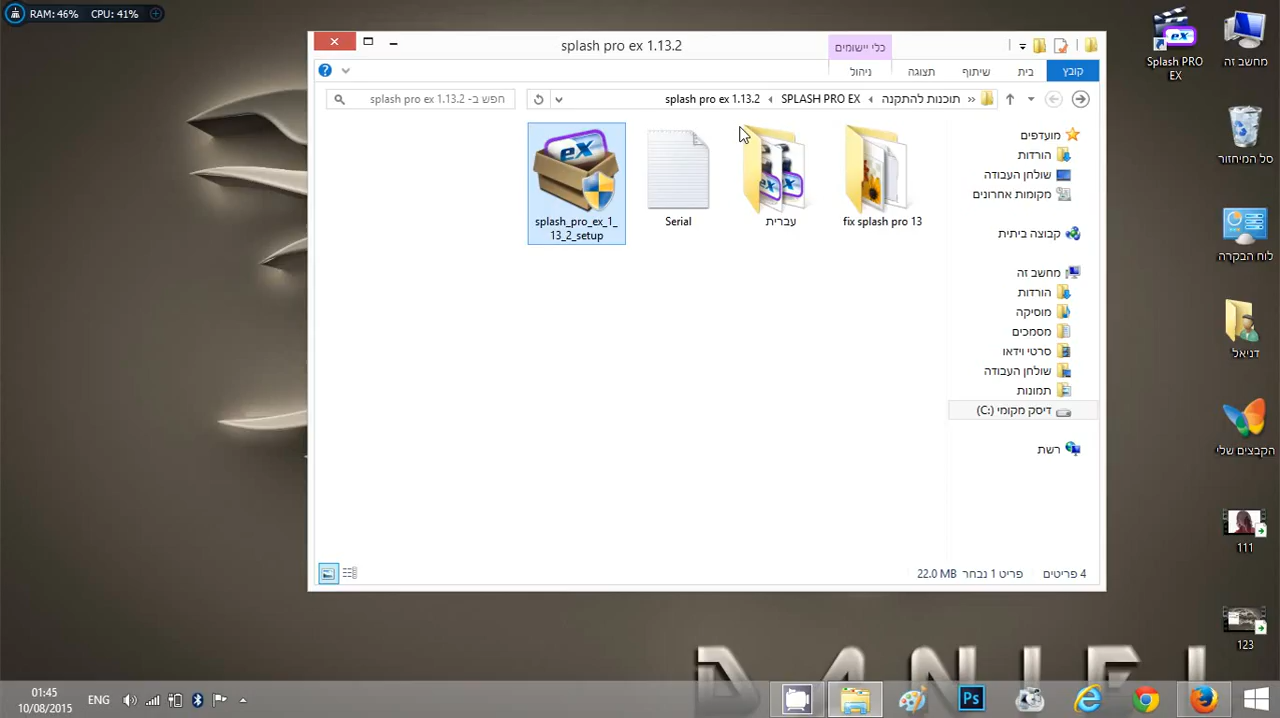 RAM: 46% CPU: 41%
splash pro ex 1.13.2
כלי יישומים
קובץ
בית
שיתוף
תצוגה
ניהול
תוכנות להתקנה
SPLASH PRO EX
splash pro ex 1.13.2
חפש ב- splash pro ex 1.13.2
מועדפים
הורדות
שולחן העבודה
מקומות אחרונים
קבוצה ביתית
מחשב זה
הורדות
מוסיקה
מסמכים
סרטי וידאו
שולחן העבודה
תמונות
דיסק מקומי (C:)
רשת
fix splash pro 13
עברית
Serial
splash_pro_ex_1_
13_2_setup
4 פריטים
פריט 1 נבחר
22.0 MB
מחשב זה
סל המיחזור
לוח הבקרה
דניאל
הקבצים שלי
111
123
Splash PRO
EX
DANIEL
01:45
10/08/2015
ENG
Ps